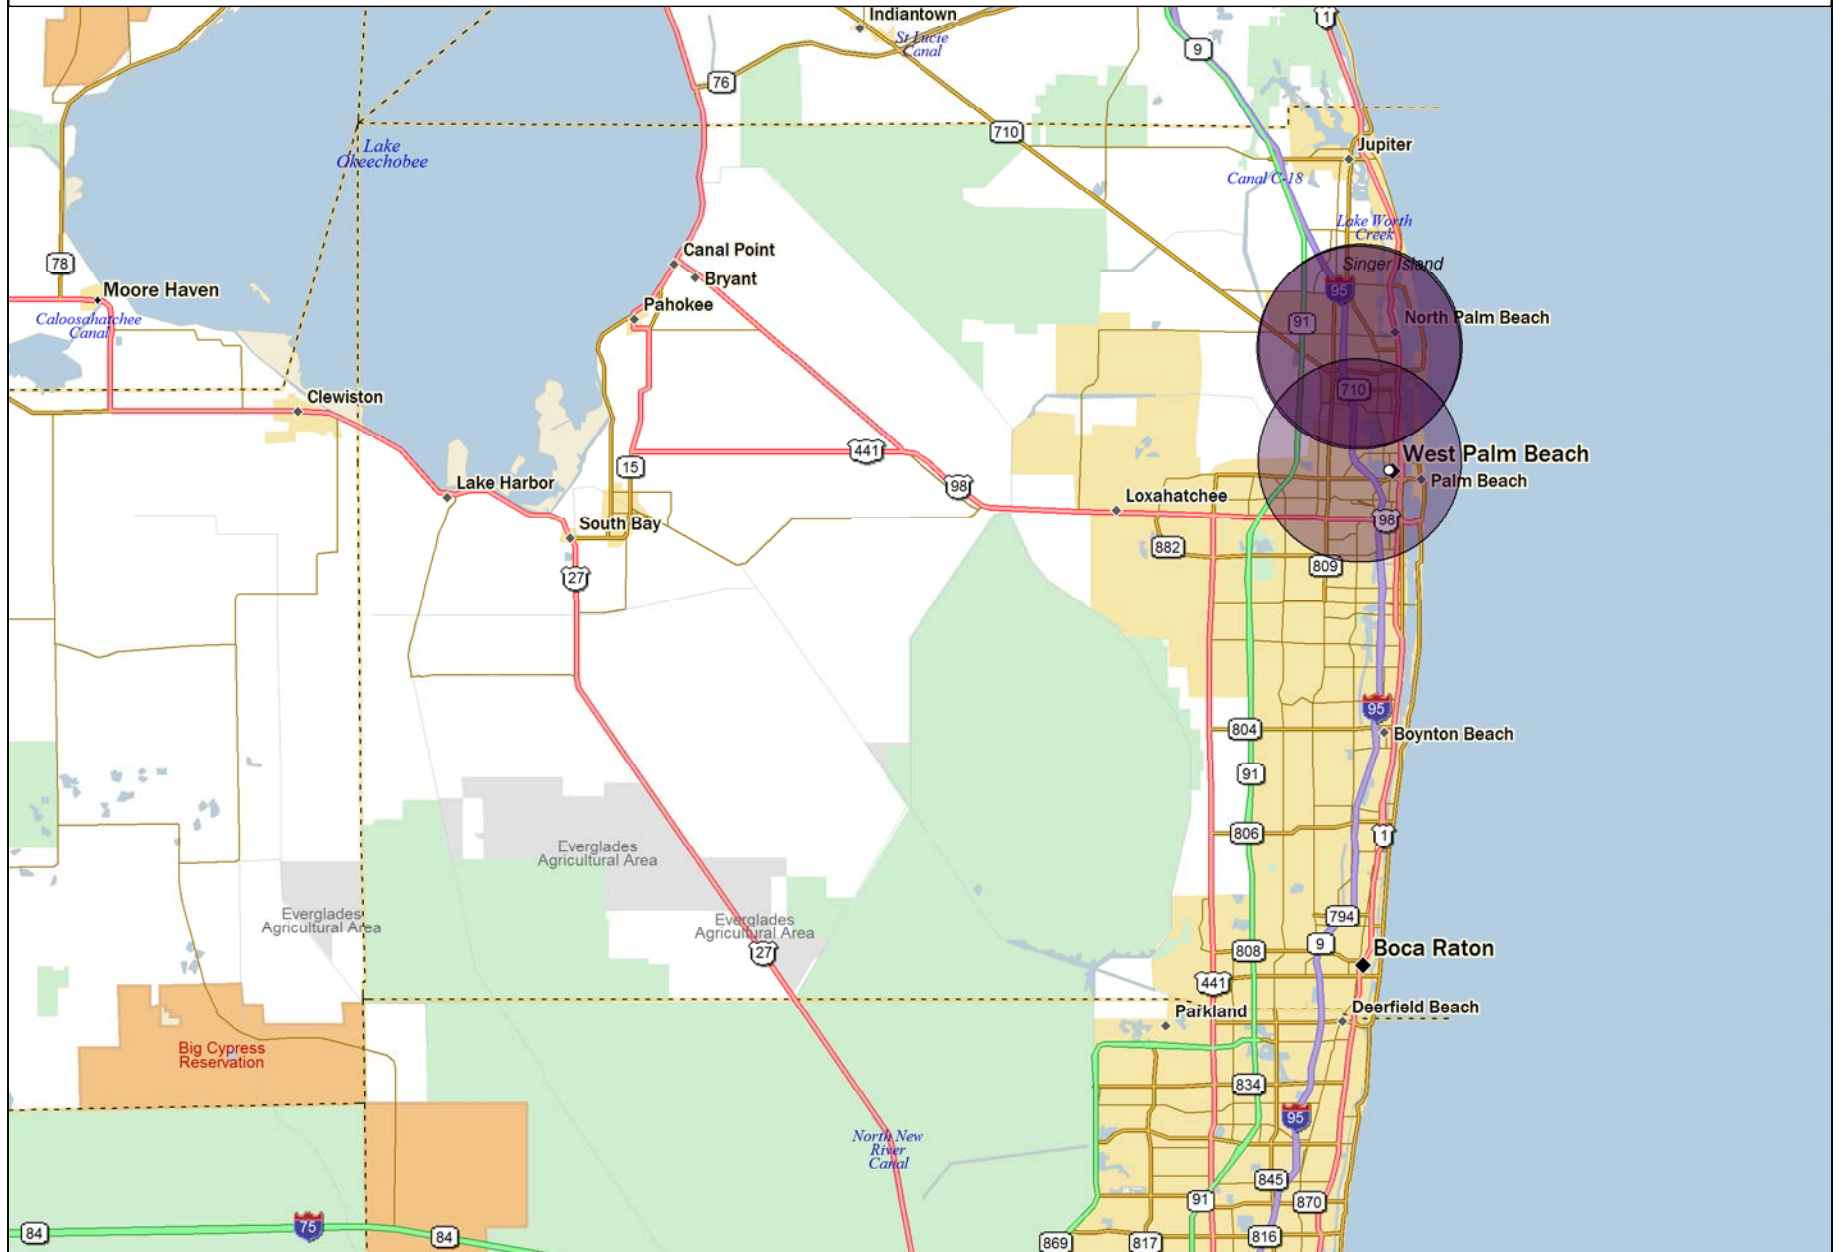 Indiantown
St Lucie
Canal
1
9
76
710
Lake
Okeechobee
Jupiter
Canal C-18
Lake Worth
Creek
Canal Point
Singer Island
78
Bryant
Moore Haven
95
Pahokee
Caloosahatchee
Canal
91
North Palm Beach
710
Clewiston
441
West Palm Beach
15
Lake Harbor
98
Palm Beach
Loxahatchee
South Bay
98
882
809
27
95
804
Boynton Beach
91
806
1
Everglades
Agricultural Area
Everglades
Agricultural Area
Everglades
Agricultural Area
794
27
808
9
Boca Raton
441
Parkland
Deerfield Beach
Big Cypress
Reservation
834
95
North New
River
Canal
845
91
870
84
75
84
869
817
816